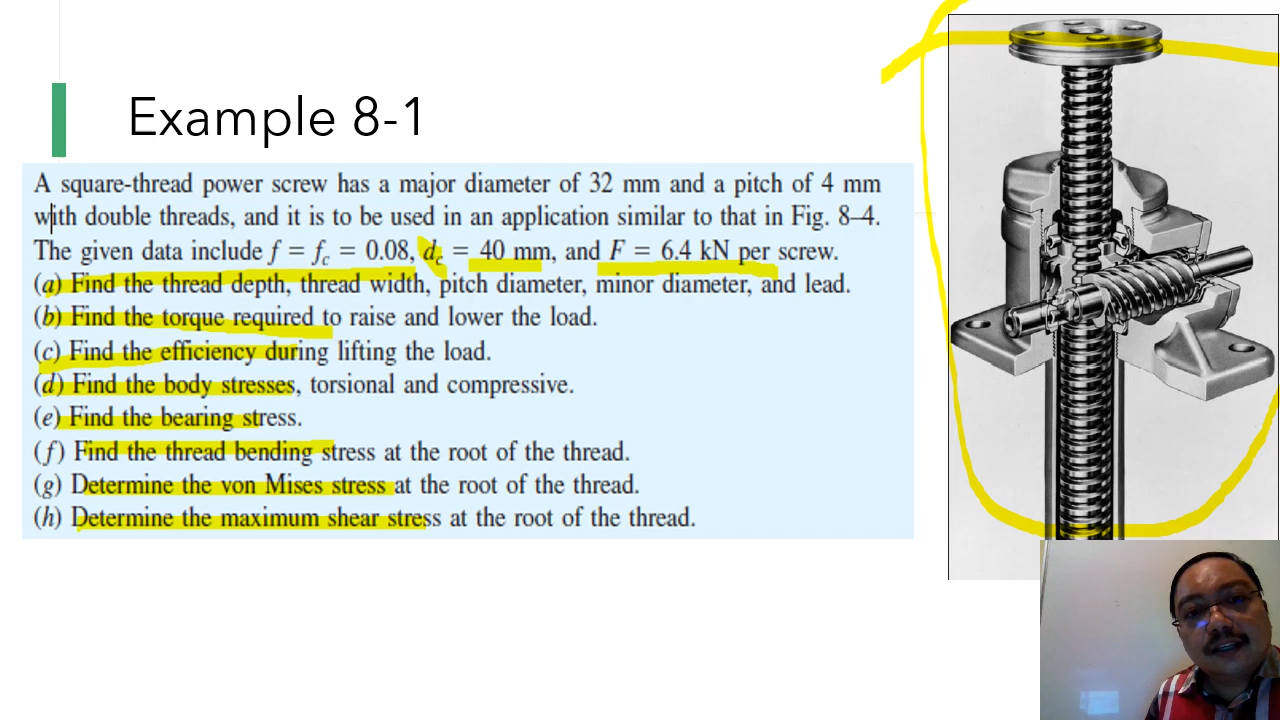 Example 8-1
A square-thread power screw has a major diameter of 32 mm and a pitch of 4 mm
with double threads, and it is to be used in an application similar to that in Fig. 8–4.
The given data include f = f_c = 0.08, d_c = 40 mm, and F = 6.4 kN per screw.
(a) Find the thread depth, thread width, pitch diameter, minor diameter, and lead.
(b) Find the torque required to raise and lower the load.
(c) Find the efficiency during lifting the load.
(d) Find the body stresses, torsional and compressive.
(e) Find the bearing stress.
(f) Find the thread bending stress at the root of the thread.
(g) Determine the von Mises stress at the root of the thread.
(h) Determine the maximum shear stress at the root of the thread.